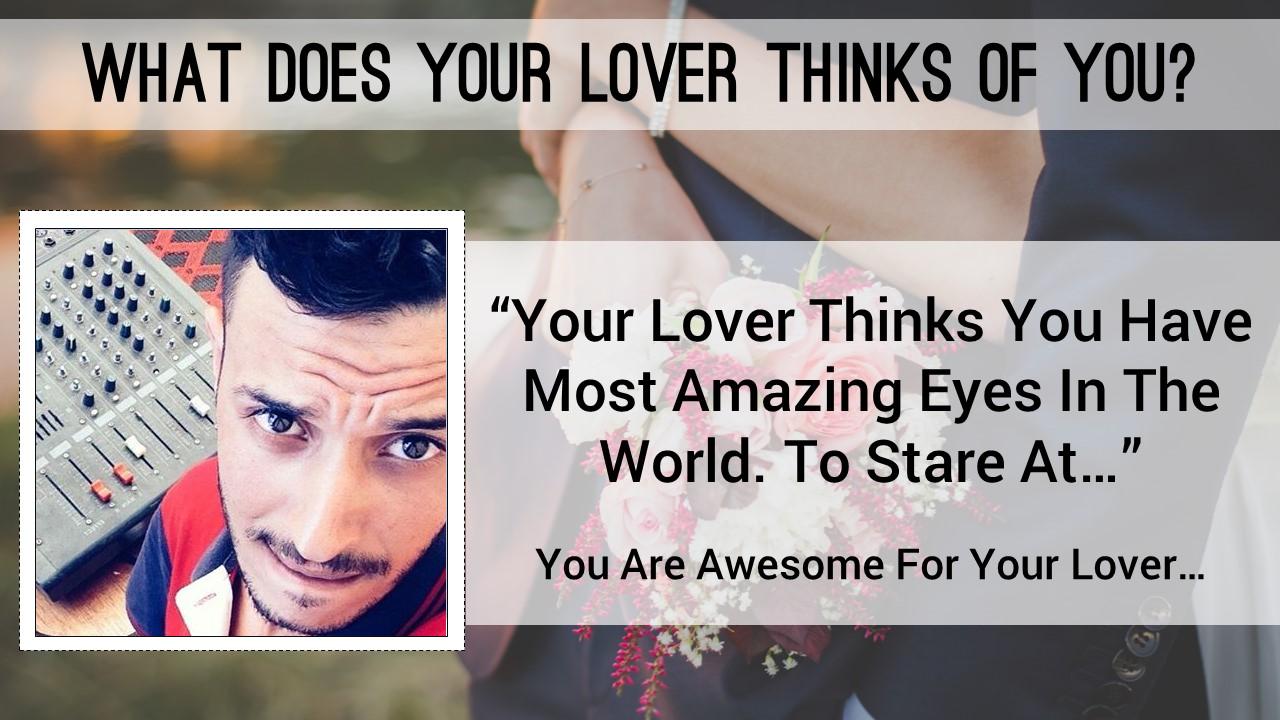 WHAT DOES YOUR LOVER THINKS OF YOU?
“Your Lover Thinks You Have
Most Amazing Eyes In The
World. To Stare At...”
You Are Awesome For Your Lover...